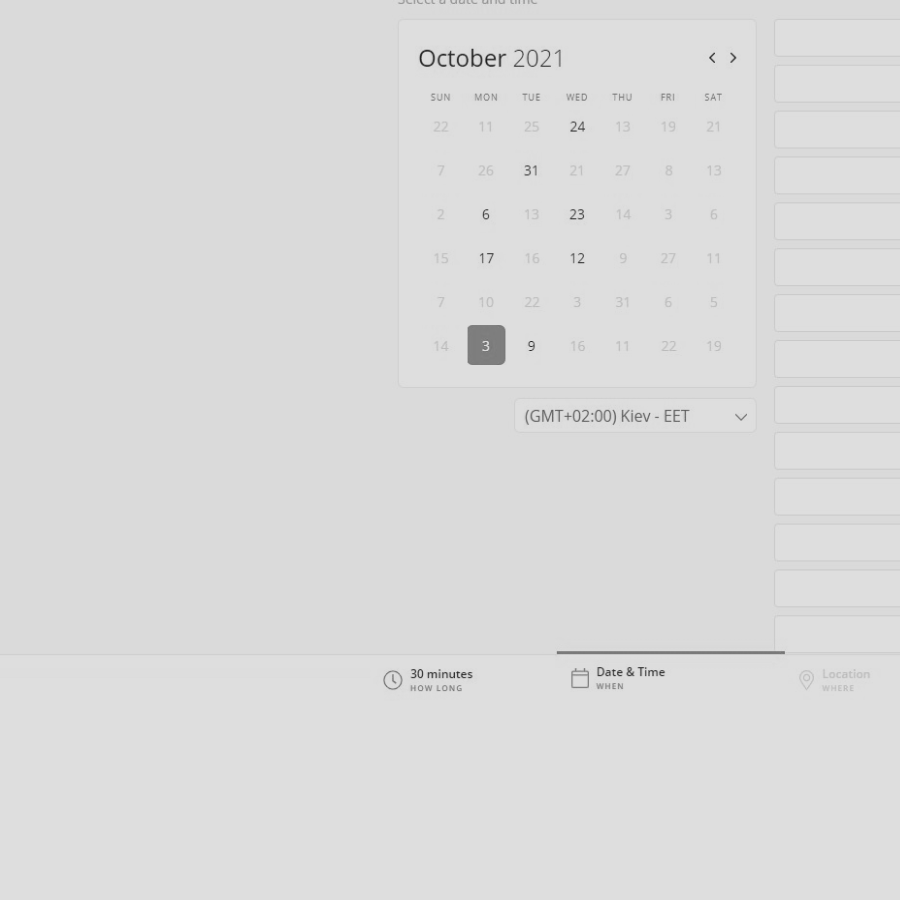 Select a date and time
October 2021
SUN MON TUE WED THU FRI SAT
22 11 25 24 13 19 21
7 26 31 21 27 8 13
2 6 13 23 14 3 6
15 17 16 12 9 27 11
7 10 22 3 31 6 5
14 3 9 16 11 22 19
(GMT+02:00) Kiev - EET
30 minutes
HOW LONG
Date & Time
WHEN
Location
WHERE